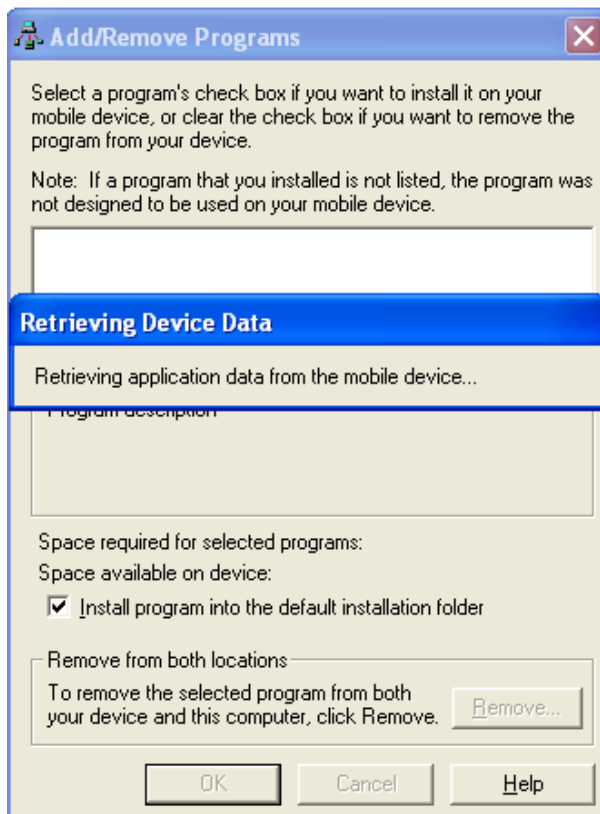 Add/Remove Programs
Select a program's check box if you want to install it on your
mobile device, or clear the check box if you want to remove the
program from your device.
Note: If a program that you installed is not listed, the program was
not designed to be used on your mobile device.
Retrieving Device Data
Retrieving application data from the mobile device...
Program description
Space required for selected programs:
Space available on device:
Install program into the default installation folder
Remove from both locations
To remove the selected program from both
your device and this computer, click Remove.
Remove...
OK Cancel Help